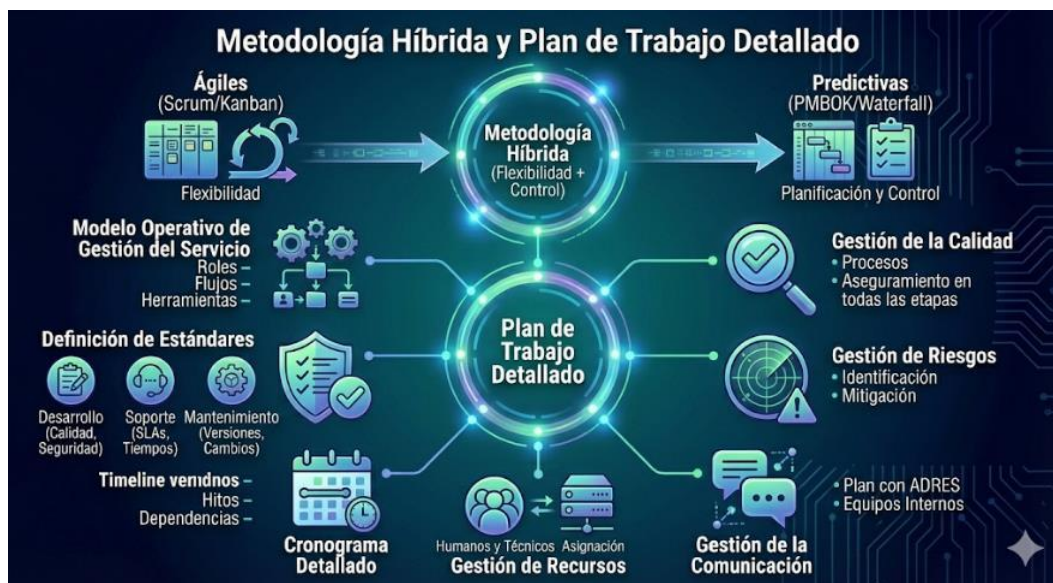 Metodología Híbrida y Plan de Trabajo Detallado
Ágiles
(Scrum/Kanban)
Flexibilidad
Metodología
Híbrida
(Flexibilidad +
Control)
Predictivas
(PMBOK/Waterfall)
Planificación y Control
Modelo Operativo de
Gestión del Servicio
Roles –
Flujos –
Herramientas –
Definición de Estándares
Desarrollo
(Calidad,
Seguridad)
Soporte
(SLAs,
Tiempos)
Mantenimiento
(Versiones,
Cambios)
Timeline vemdnos –
Hitos –
Dependencias –
Cronograma
Detallado
Plan de
Trabajo
Detallado
Humanos y Técnicos Asignación
Gestión de Recursos
Gestión de la Calidad
• Procesos
• Aseguramiento en
todas las etapas
Gestión de Riesgos
• Identificación
• Mitigación
• Plan con ADRES
• Equipos Internos
Gestión de la
Comunicación